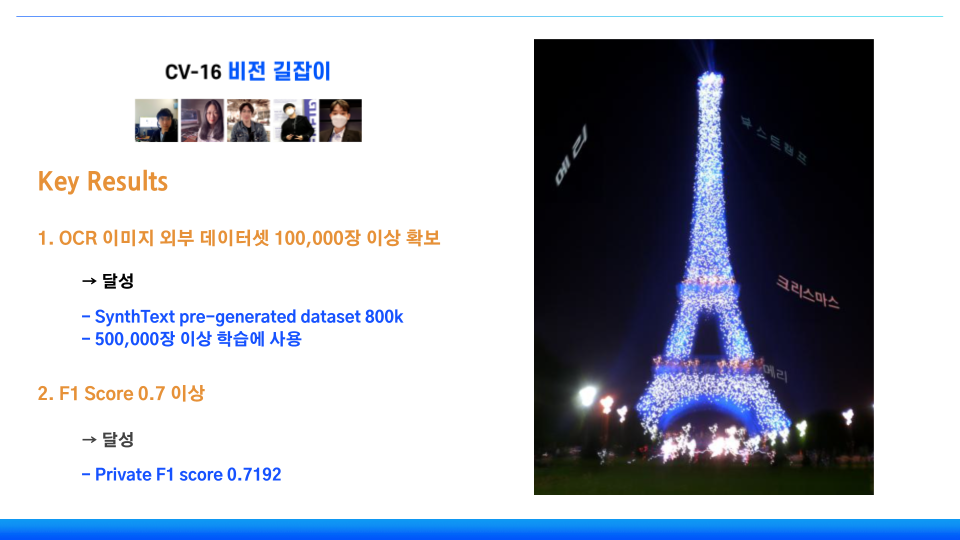 CV-16 비전 길잡이
Key Results
1. OCR 이미지 외부 데이터셋 100,000장 이상 확보
→ 달성
- SynthText pre-generated dataset 800k
- 500,000장 이상 학습에 사용
2. F1 Score 0.7 이상
→ 달성
- Private F1 score 0.7192
메리
부스트캠프
크리스마스
메리